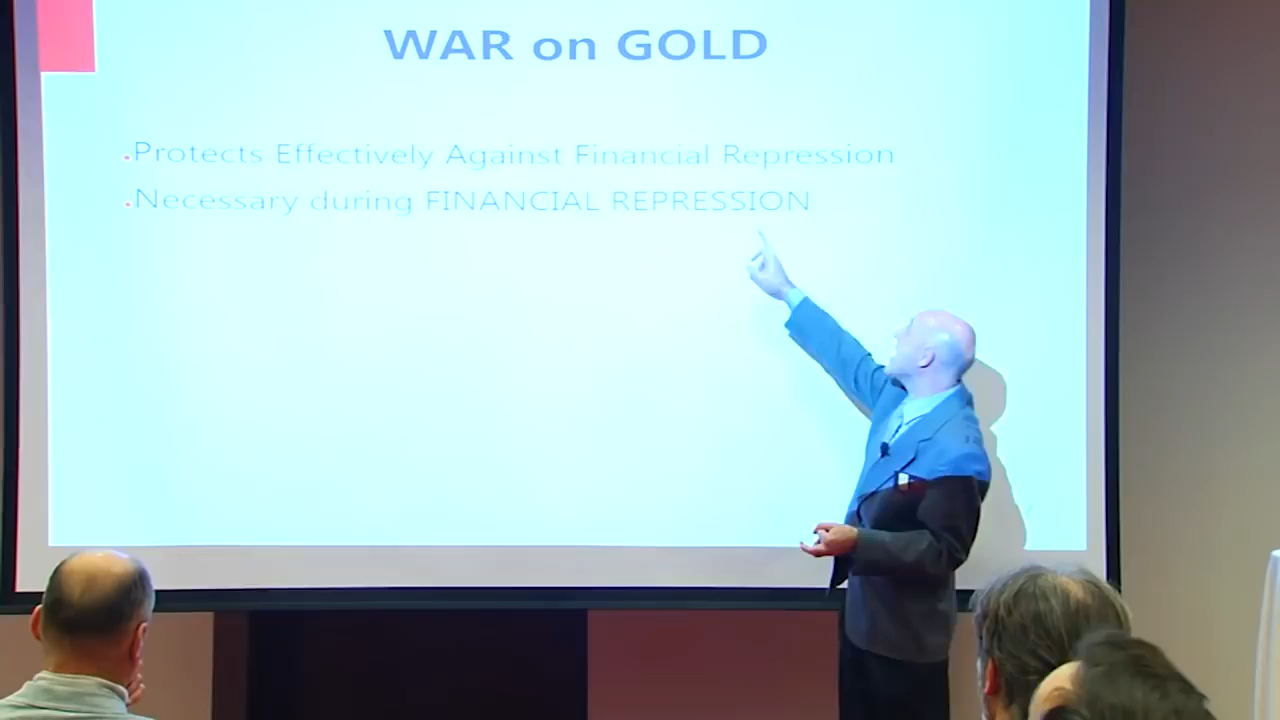 WAR on GOLD
.Protects Effectively Against Financial Repression
.Necessary during FINANCIAL REPRESSION